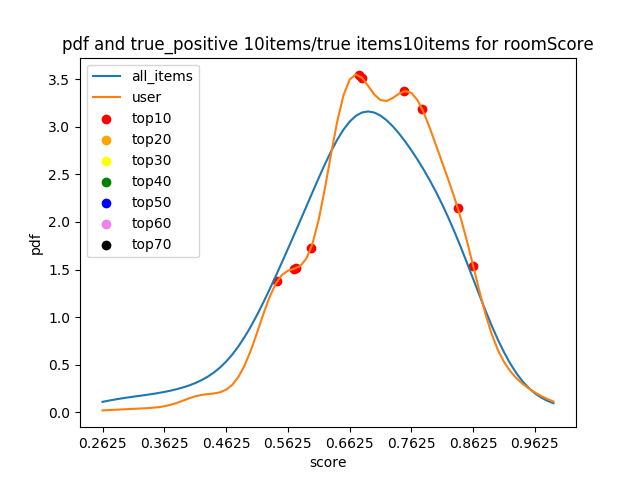 pdf and true_positive 10items/true items10items for roomScore
all_items
user
top10
top20
top30
top40
top50
top60
top70
3.5
3.0
2.5
2.0
1.5
1.0
0.5
0.0
pdf
0.2625 0.3625 0.4625 0.5625 0.6625 0.7625 0.8625 0.9625
score